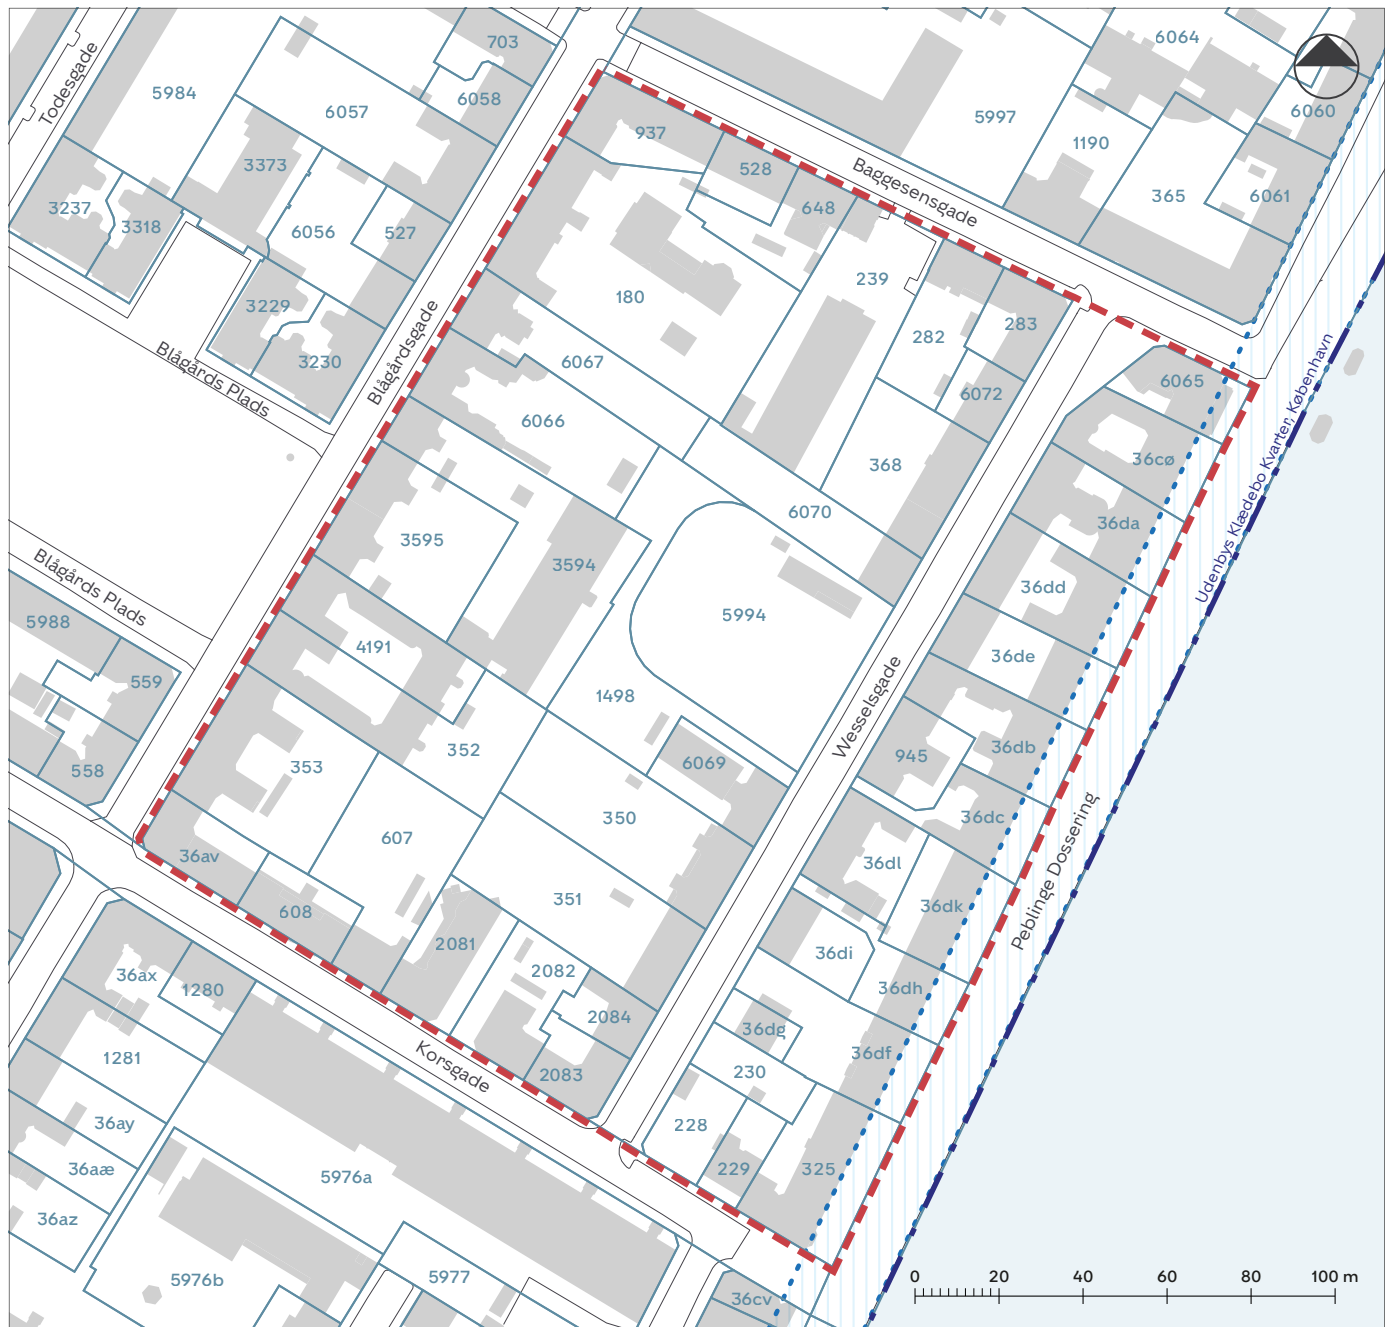 703
6064
Todesgade
5984
6058
6057
6060
5997
937
1190
3373
528
Baggesensgade
365
6061
3237
648
3318
6056
527
239
180
3229
283
282
Blågårdsgade
3230
6067
Blågårds Plads
6065
6072
6066
Udenbys Klædebo Kvarter, København
36cø
368
6070
36da
3595
3594
Blågårds Plads
36dd
5994
5988
4191
36de
559
1498
Wesselsgade
352
36db
945
6069
353
558
350
36dc
607
Peblinge Dossering
36av
36dl
351
36dk
608
2081
36di
2082
36ax
1280
36dh
2084
36dg
1281
36df
Korsgade
230
2083
36ay
228
36aæ
229
325
5976a
36az
5977
5976b
0 20 40 60 80 100 m
36cv